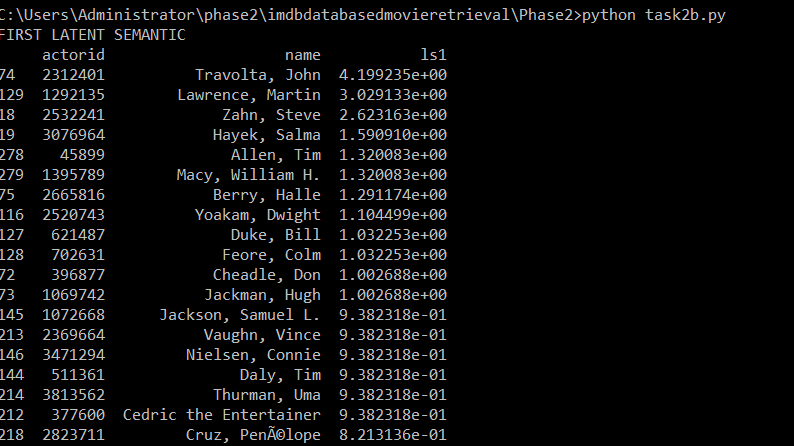 C:\Users\Administrator\phase2\imdbdatabasedmovieretrieval\Phase2>python task2b.py
FIRST LATENT SEMANTIC
actorid name ls1
74 2312401 Travolta, John 4.199235e+00
129 1292135 Lawrence, Martin 3.029133e+00
18 2532241 Zahn, Steve 2.623163e+00
19 3076964 Hayek, Salma 1.590910e+00
278 45899 Allen, Tim 1.320083e+00
279 1395789 Macy, William H. 1.320083e+00
75 2665816 Berry, Halle 1.291174e+00
116 2520743 Yoakam, Dwight 1.104499e+00
127 621487 Duke, Bill 1.032253e+00
128 702631 Feore, Colm 1.032253e+00
72 396877 Cheadle, Don 1.002688e+00
73 1069742 Jackman, Hugh 1.002688e+00
145 1072668 Jackson, Samuel L. 9.382318e-01
213 2369664 Vaughn, Vince 9.382318e-01
146 3471294 Nielsen, Connie 9.382318e-01
144 511361 Daly, Tim 9.382318e-01
214 3813562 Thurman, Uma 9.382318e-01
212 377600 Cedric the Entertainer 9.382318e-01
218 2823711 Cruz, PenÃ©lope 8.213136e-01